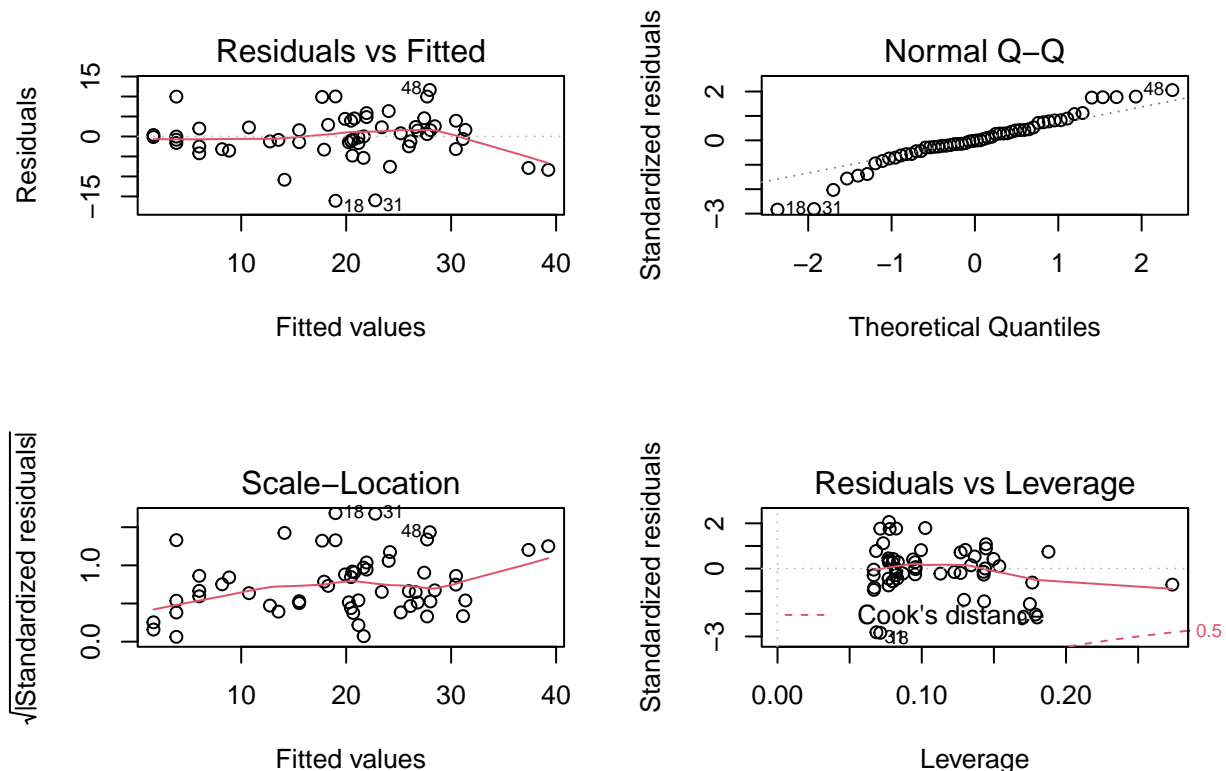 Residuals vs Fitted
Residuals
15
0
−15
48
18
31
10 20 30 40
Fitted values
Normal Q−Q
Standardized residuals
2
0
−3
48
18
31
−2 −1 0 1 2
Theoretical Quantiles
Scale−Location
√|Standardized residuals|
1.0
0.0
18
31
48
10 20 30 40
Fitted values
Residuals vs Leverage
Standardized residuals
2
0
−3
Cook's distance
31
18
0.5
0.00 0.10 0.20
Leverage